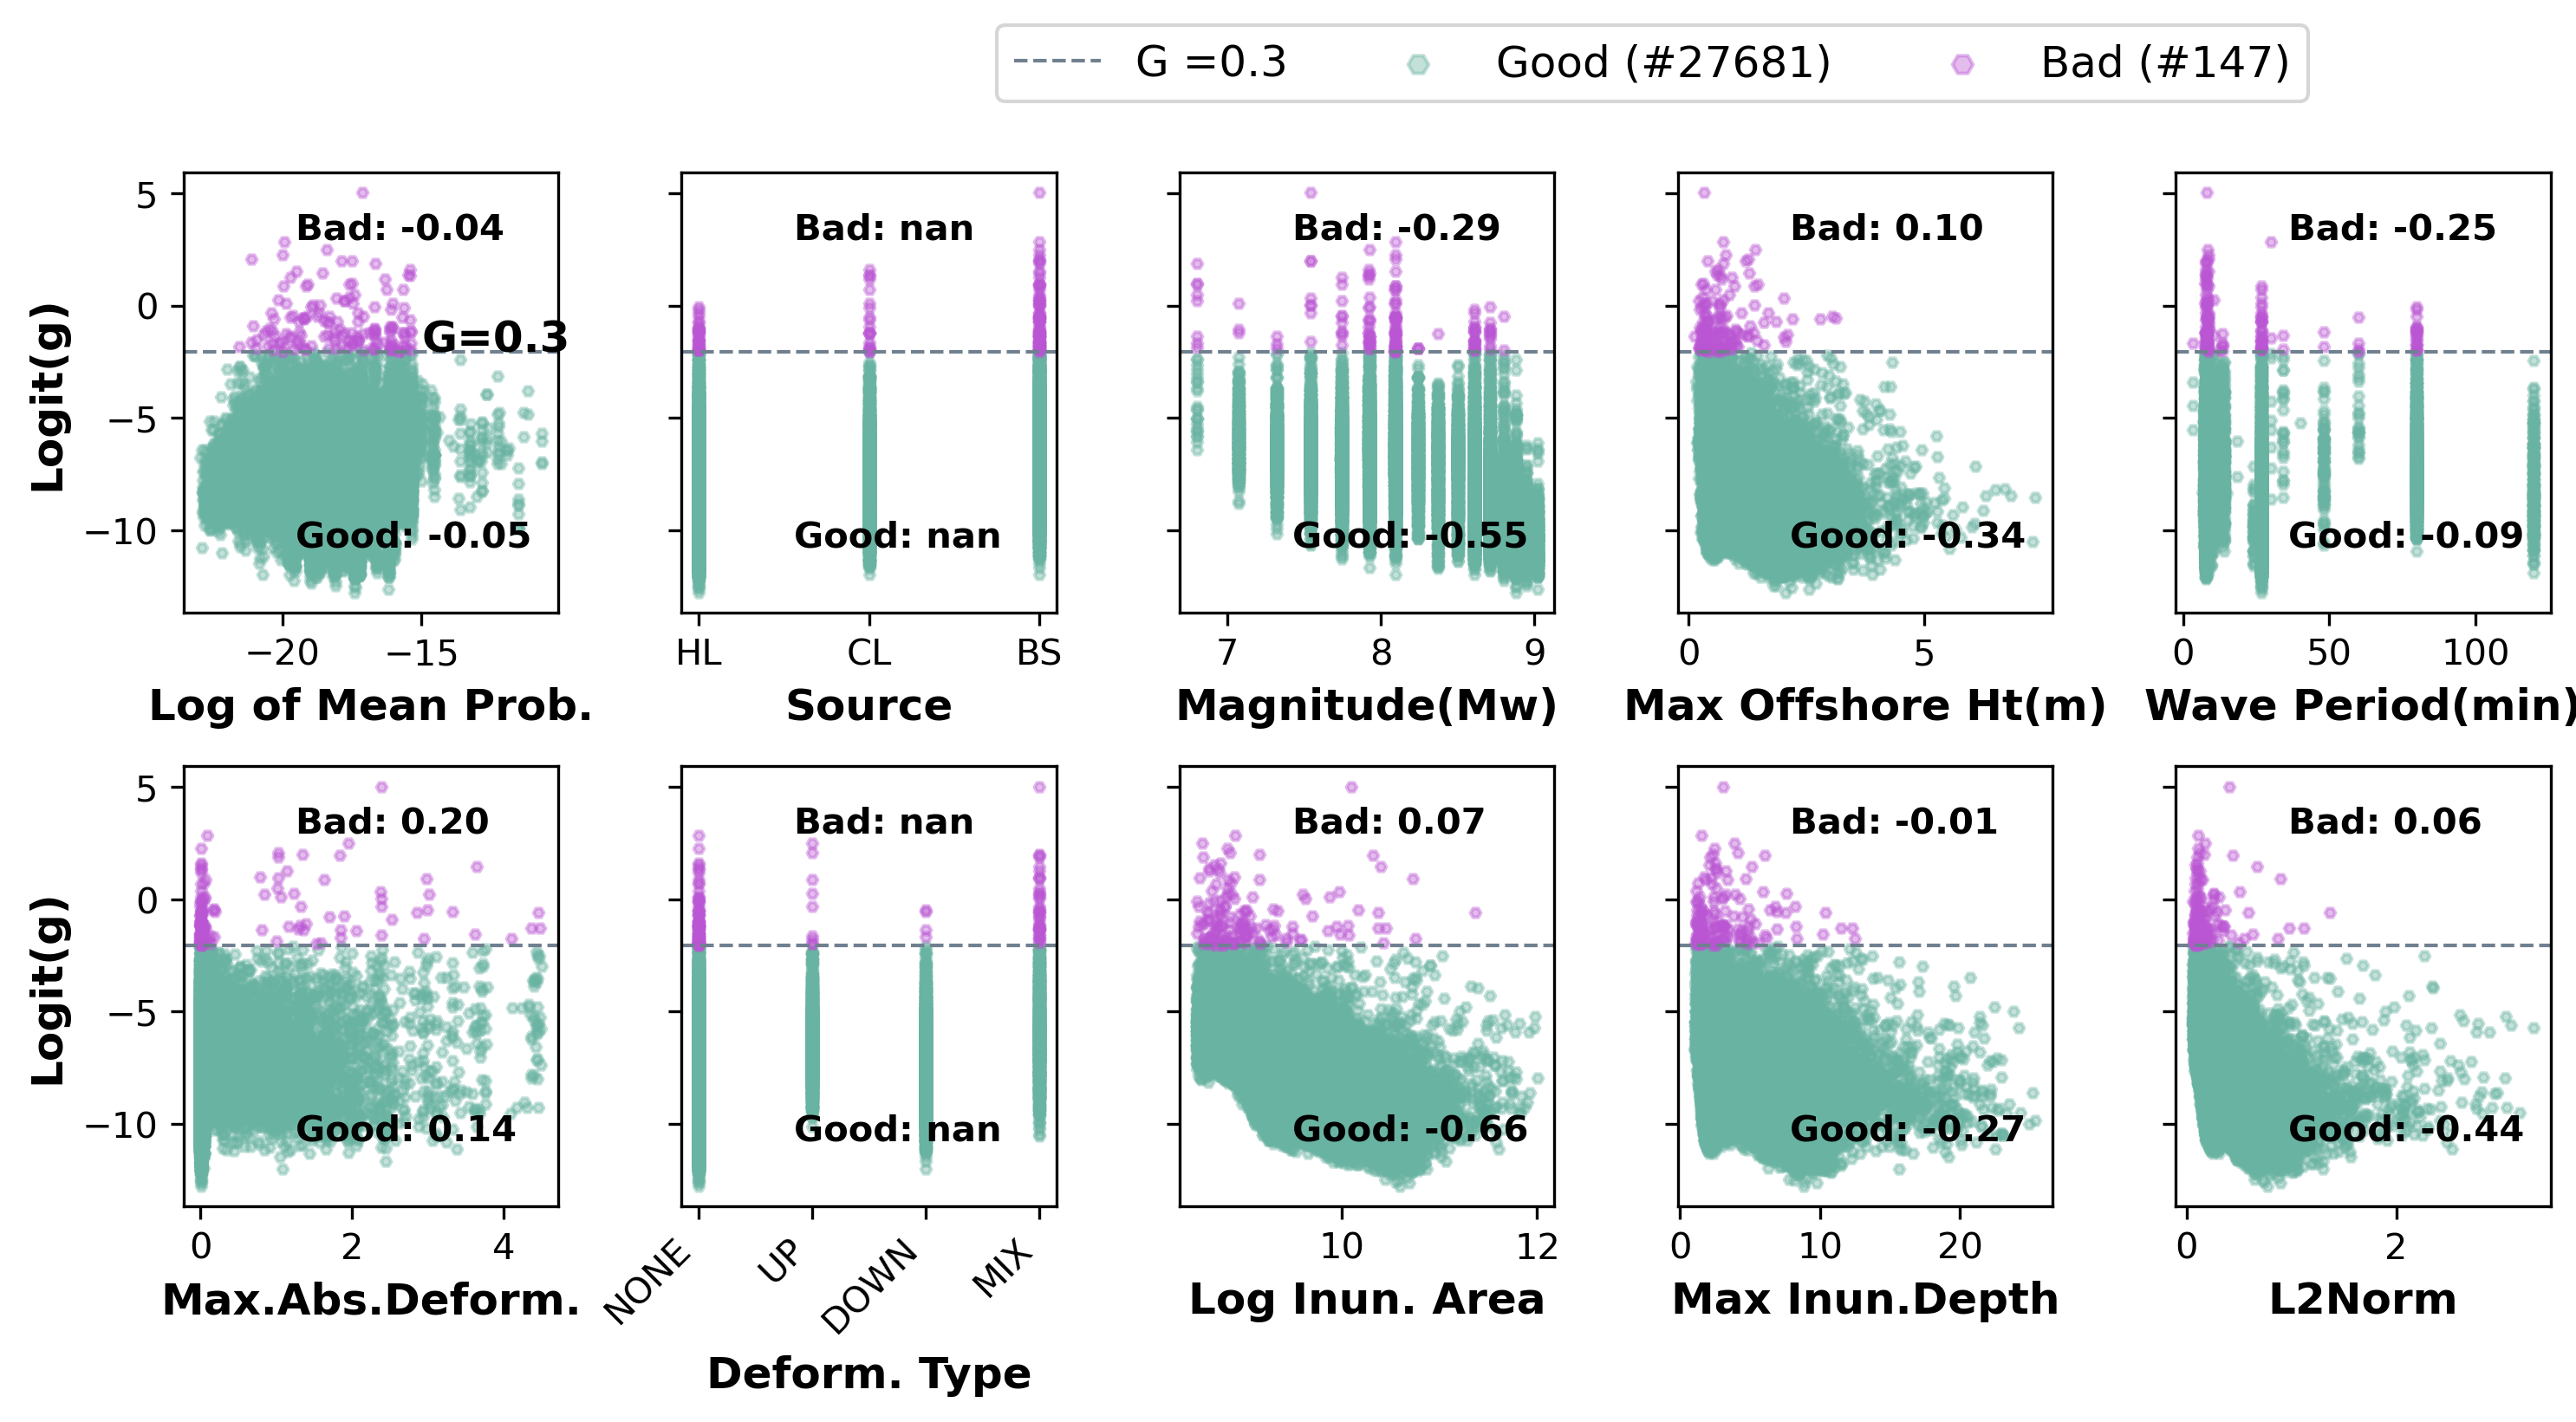 G =0.3 Good (#27681) Bad (#147)
5
0
−5
−10
Logit(g)
Bad: -0.04
G=0.3
Good: -0.05
−20 −15
Log of Mean Prob.
Bad: nan
Good: nan
HL CL BS
Source
Bad: -0.29
Good: -0.55
7 8 9
Magnitude(Mw)
Bad: 0.10
Good: -0.34
0 5
Max Offshore Ht(m)
Bad: -0.25
Good: -0.09
0 50 100
Wave Period(min)
5
0
−5
−10
Logit(g)
Bad: 0.20
Good: 0.14
0 2 4
Max.Abs.Deform.
Bad: nan
Good: nan
NONE UP DOWN MIX
Deform. Type
Bad: 0.07
Good: -0.66
10 12
Log Inun. Area
Bad: -0.01
Good: -0.27
0 10 20
Max Inun.Depth
Bad: 0.06
Good: -0.44
0 2
L2Norm